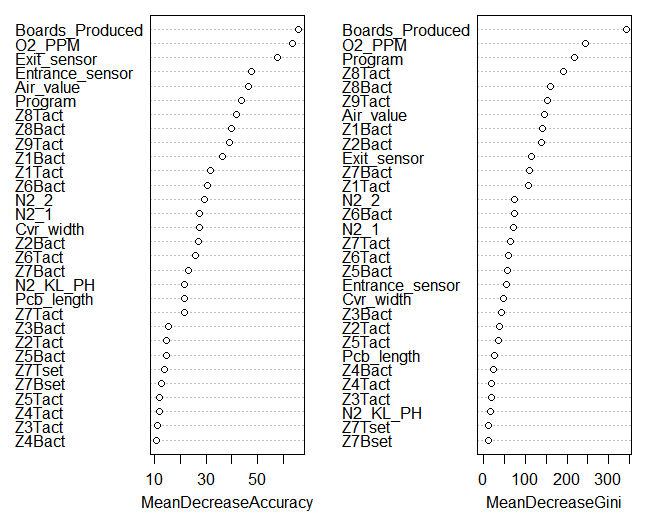 Boards_Produced
O2_PPM
Exit_sensor
Entrance_sensor
Air_value
Program
Z8Tact
Z8Bact
Z9Tact
Z1Bact
Z1Tact
Z6Bact
N2_2
N2_1
Cvr_width
Z2Bact
Z6Tact
Z7Bact
N2_KL_PH
Pcb_length
Z7Tact
Z3Bact
Z2Tact
Z5Bact
Z7Tset
Z7Bset
Z5Tact
Z4Tact
Z3Tact
Z4Bact
10 30 50
MeanDecreaseAccuracy
Boards_Produced
O2_PPM
Program
Z8Tact
Z8Bact
Z9Tact
Air_value
Z1Bact
Z2Bact
Exit_sensor
Z7Bact
Z1Tact
N2_2
Z6Bact
N2_1
Z7Tact
Z6Tact
Z5Bact
Entrance_sensor
Cvr_width
Z3Bact
Z2Tact
Z5Tact
Pcb_length
Z4Bact
Z4Tact
Z3Tact
N2_KL_PH
Z7Tset
Z7Bset
0 100 200 300
MeanDecreaseGini